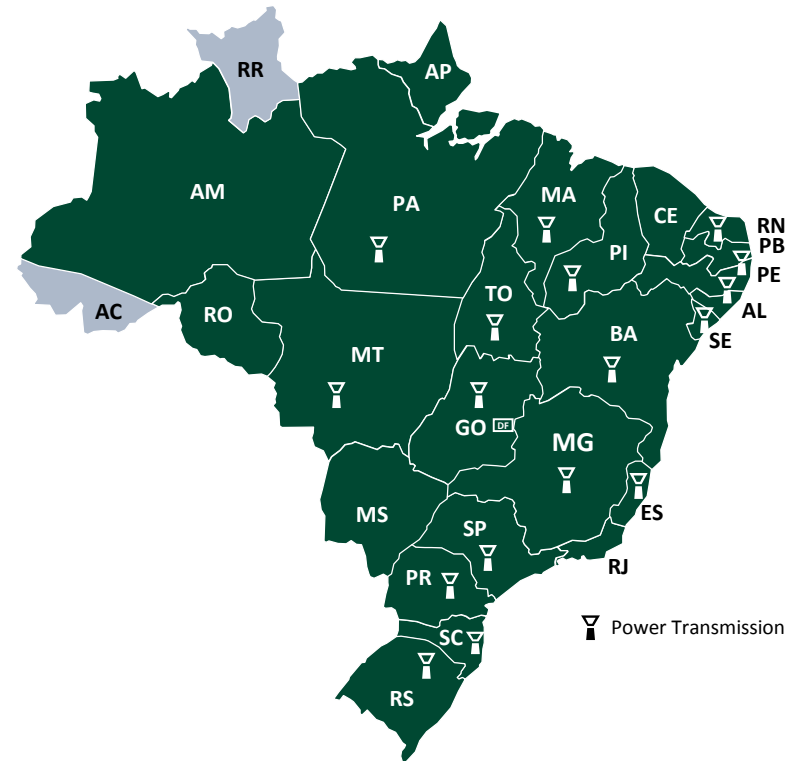 RR
AP
AM
PA
MA
CE
RN
PB
PI
PE
TO
AC
RO
AL
BA
SE
MT
GO
DF
MG
MS
ES
SP
RJ
PR
Power Transmission
SC
RS